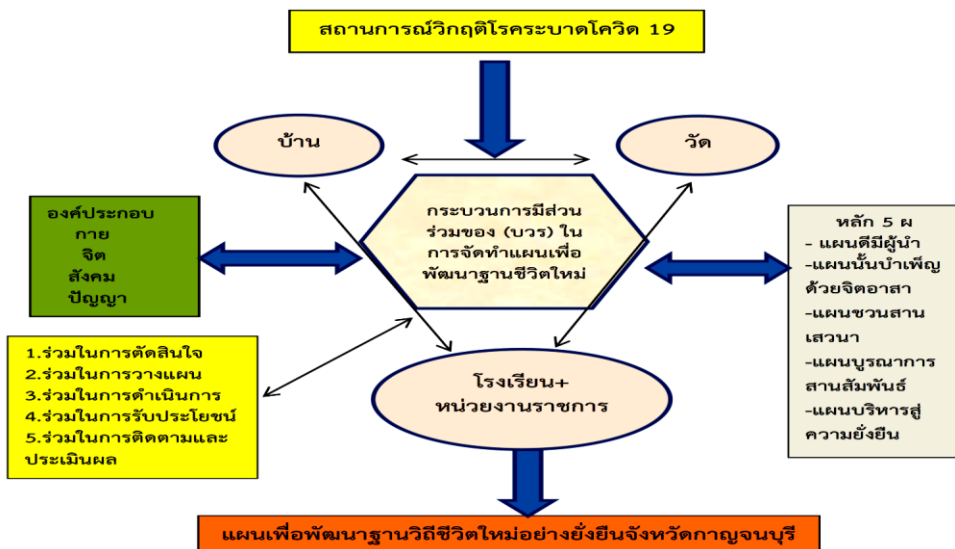 สถานการณ์วิกฤติโรคระบาดโควิด 19
บ้าน
วัด
กระบวนการมีส่วน
ร่วมของ (บวร) ใน
การจัดทำแผนเพื่อ
พัฒนาฐานชีวิตใหม่
องค์ประกอบ
กาย
จิต
สังคม
ปัญญา
หลัก 5 ผ
- แผนดีมีผู้นำ
-แผนนั้นบำเพ็ญ
ด้วยจิตอาสา
-แผนชวนสาน
เสวนา
-แผนบูรณาการ
สานสัมพันธ์
-แผนบริหารสู่
ความยั่งยืน
1.ร่วมในการตัดสินใจ
2.ร่วมในการวางแผน
3.ร่วมในการดำเนินการ
4.ร่วมในการรับประโยชน์
5.ร่วมในการติดตามและ
ประเมินผล
โรงเรียน+
หน่วยงานราชการ
แผนเพื่อพัฒนาฐานวิถีชีวิตใหม่อย่างยั่งยืนจังหวัดกาญจนบุรี